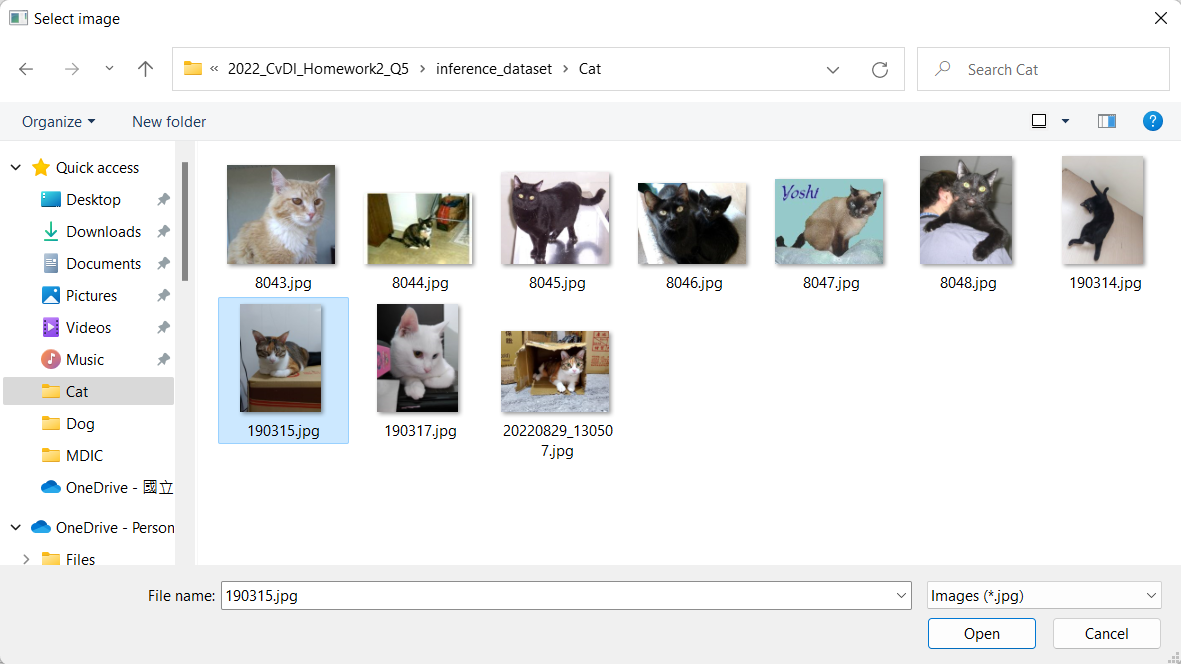 Select image
« 2022_CvDl_Homework2_Q5 › inference_dataset › Cat
Search Cat
Organize
New folder
Quick access
Desktop
Downloads
Documents
Pictures
Videos
Music
Cat
Dog
MDIC
OneDrive - 國立
OneDrive - Person
Files
8043.jpg
8044.jpg
8045.jpg
8046.jpg
Yoshi
8047.jpg
8048.jpg
190314.jpg
190315.jpg
190317.jpg
20220829_13050
7.jpg
File name: 190315.jpg
Images (*.jpg)
Open
Cancel